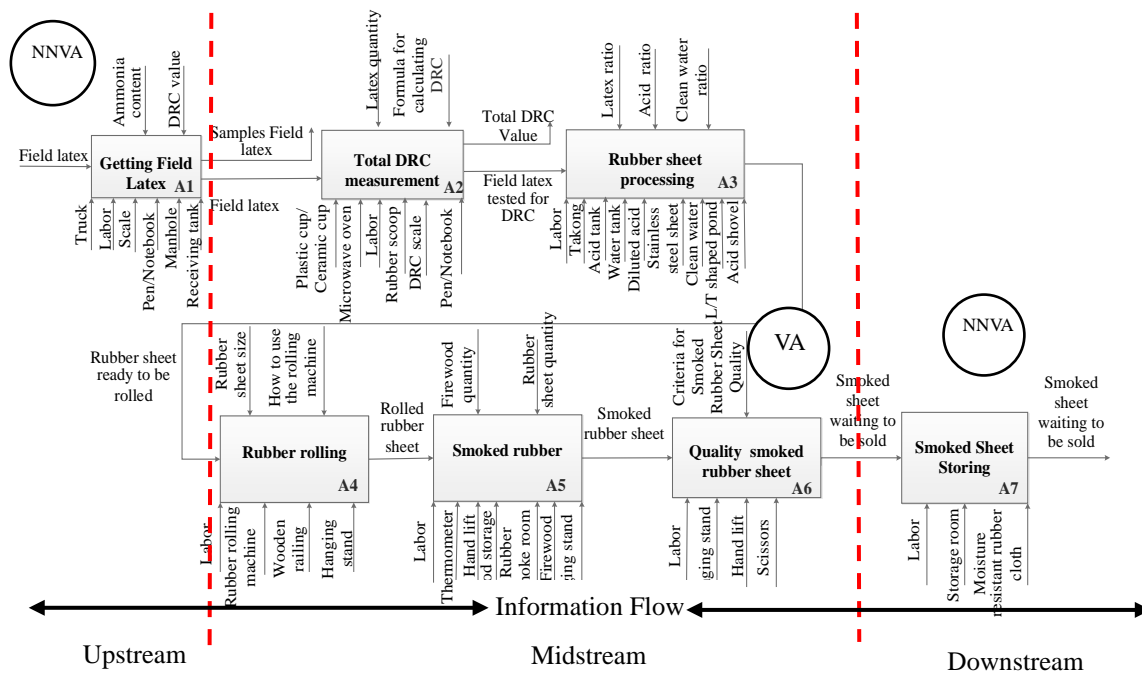 NNVA
Ammonia
content
DRC value
Field latex
Getting Field
Latex
A1
Samples Field
latex
Field latex
Truck
Labor
Scale
Pen/Notebook
Manhole
Receiving tank
Latex quantity
Formula for
calculating
DRC
Total DRC
measurement
A2
Total DRC
Value
Field latex
tested for
DRC
Plastic cup/
Ceramic cup
Microwave oven
Labor
Rubber scoop
DRC scale
Pen/Notebook
Latex ratio
Acid ratio
Clean water
ratio
Rubber sheet
processing
A3
Labor
Takong
Acid tank
Water tank
Diluted acid
Stainless
steel sheet
Clean water
L/T shaped pond
Acid shovel
VA
NNVA
Rubber sheet
ready to be
rolled
Rubber
sheet size
How to use
the rolling
machine
Rubber rolling
A4
Labor
Rubber rolling
machine
Wooden
railing
Hanging
stand
Rolled
rubber
sheet
Firewood
quantity
Rubber
sheet quantity
Smoked rubber
A5
Labor
Thermometer
Hand lift
od storage
Rubber
noke room
Firewood
ging stand
Smoked
rubber sheet
Criteria for
Smoked
Rubber Sheet
Quality
Quality smoked
rubber sheet
A6
Labor
ging stand
Hand lift
Scissors
Smoked
sheet
waiting to
be sold
Smoked Sheet
Storing
A7
Labor
Storage room
Moisture
resistant rubber
cloth
Smoked
sheet
waiting to
be sold
Information Flow
Upstream
Midstream
Downstream